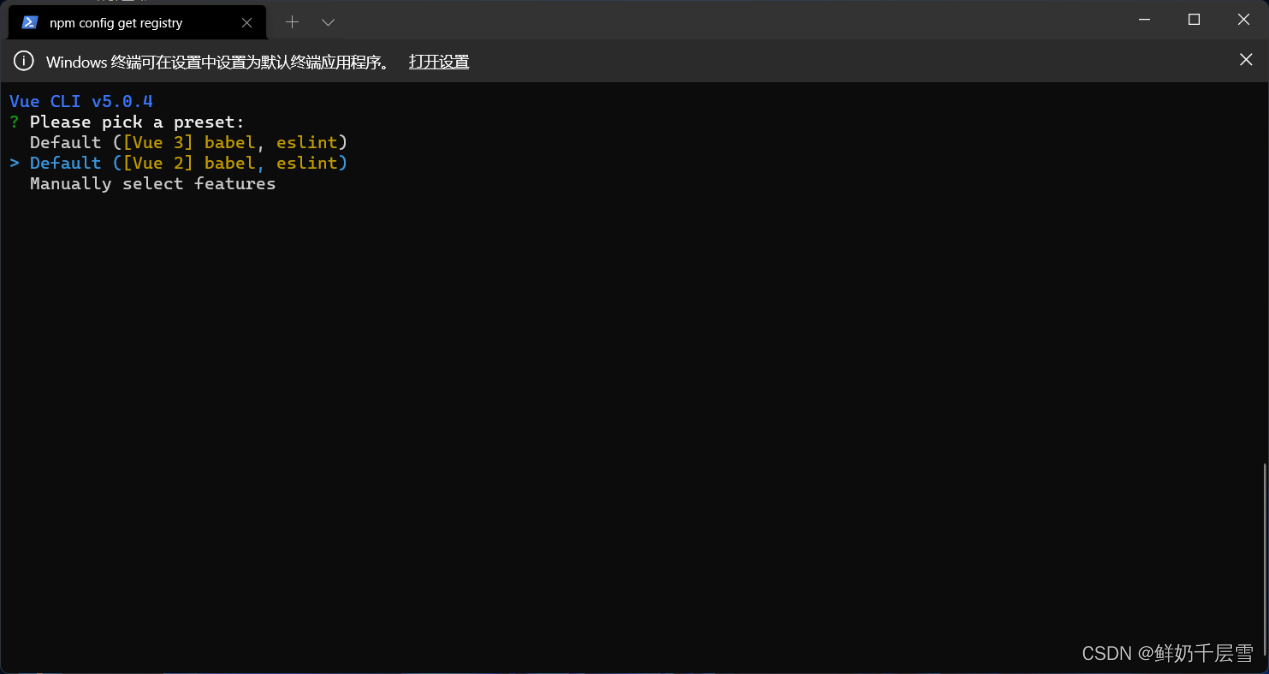 npm config get registry
Windows 终端可在设置中设置为默认终端应用程序。 打开设置
Vue CLI v5.0.4
? Please pick a preset:
Default ([Vue 3] babel, eslint)
> Default ([Vue 2] babel, eslint)
Manually select features
CSDN @鲜奶千层雪